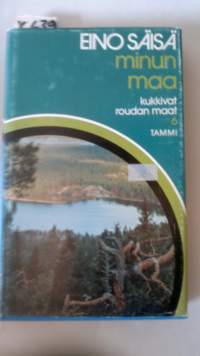 EINO SÄISÄ
minun
maa
kukkivat
roudan maat
6
TAMMI